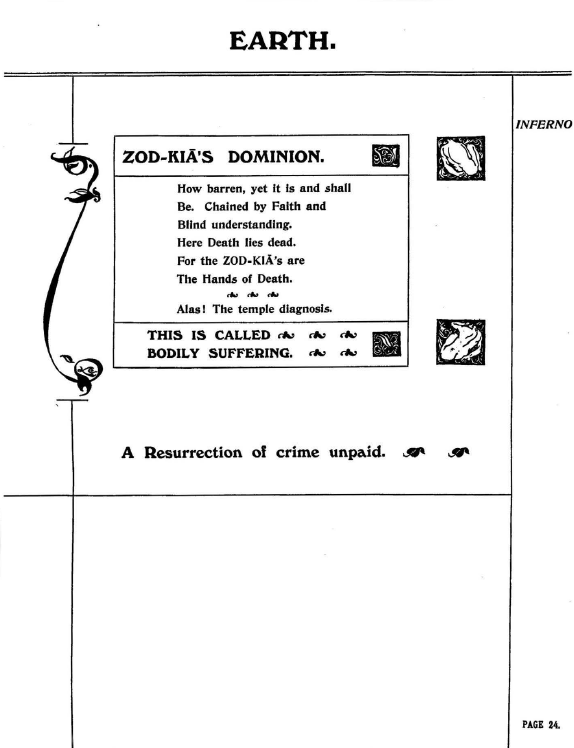 EARTH.
INFERNO
ZOD-KIĀ'S DOMINION.
How barren, yet it is and shall
Be. Chained by Faith and
Blind understanding.
Here Death lies dead.
For the ZOD-KIĀ's are
The Hands of Death.
Alas! The temple diagnosis.
THIS IS CALLED
BODILY SUFFERING.
A Resurrection of crime unpaid.
PAGE 24.